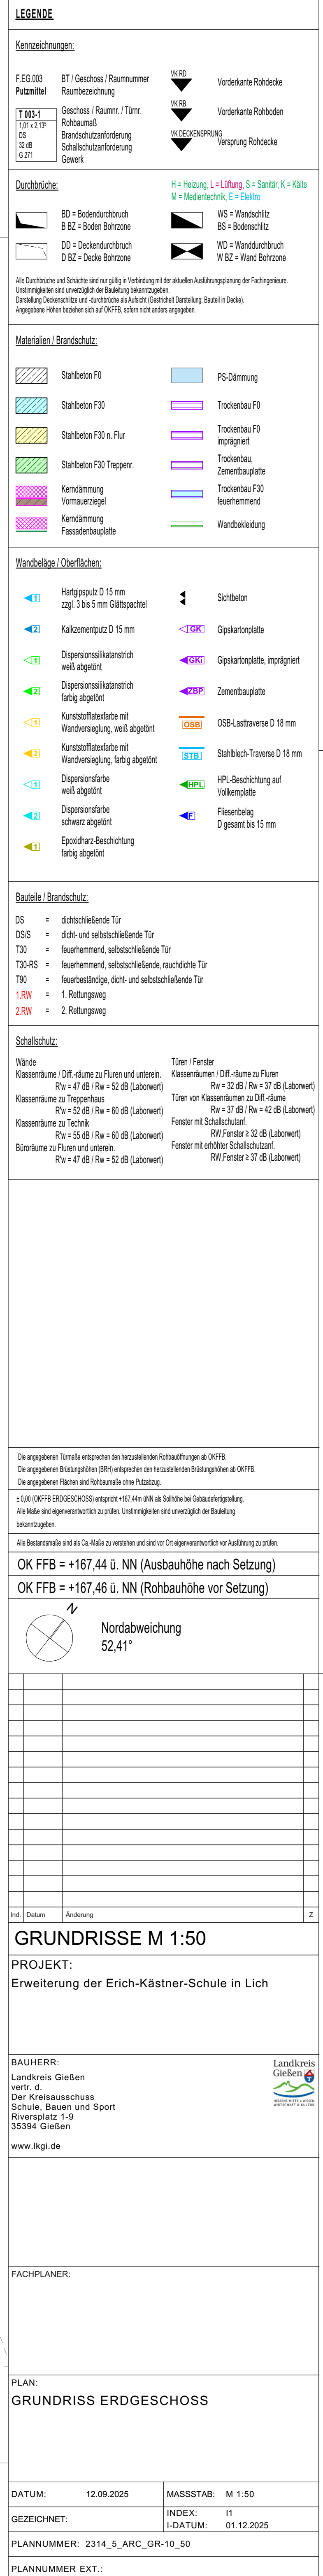 LEGENDE
Kennzeichnungen:
F.EG.003 BT / Geschoss / Raumnummer
Putzmittel Raumbezeichnung
T 003-1 Geschoss / Raumnr. / Türnr.
1,01 x 2,13⁵ Rohbaumaß
DS Brandschutzanforderung
32 dB Schallschutzanforderung
G 271 Gewerk
VK RD Vorderkante Rohdecke
VK RB Vorderkante Rohboden
VK DECKENSPRUNG Versprung Rohdecke
Durchbrüche:
H = Heizung, L = Lüftung, S = Sanitär, K = Kälte
M = Medientechnik, E = Elektro
BD = Bodendurchbruch
B BZ = Boden Bohrzone
WS = Wandschlitz
BS = Bodenschlitz
DD = Deckendurchbruch
D BZ = Decke Bohrzone
WD = Wanddurchbruch
W BZ = Wand Bohrzone
Alle Durchbrüche und Schächte sind nur gültig in Verbindung mit der aktuellen Ausführungsplanung der Fachingenieure.
Unstimmigkeiten sind unverzüglich der Bauleitung bekanntzugeben.
Darstellung Deckenschlitze und -durchbrüche als Aufsicht (Gestrichelt Darstellung; Bauteil in Decke).
Angegebene Höhen beziehen sich auf OKFFB, sofern nicht anders angegeben.
Materialien / Brandschutz:
Stahlbeton F0
Stahlbeton F30
Stahlbeton F30 n. Flur
Stahlbeton F30 Treppenr.
Kerndämmung
Vormauerziegel
Kerndämmung
Fassadenbauplatte
PS-Dämmung
Trockenbau F0
Trockenbau F0
imprägniert
Trockenbau,
Zementbauplatte
Trockenbau F30
feuerhemmend
Wandbekleidung
Wandbeläge / Oberflächen:
1 Hartgipsputz D 15 mm
zzgl. 3 bis 5 mm Glättspachtel
2 Kalkzementputz D 15 mm
1 Dispersionssilikatanstrich
weiß abgetönt
2 Dispersionssilikatanstrich
farbig abgetönt
1 Kunststofflatexfarbe mit
Wandversieglung, weiß abgetönt
2 Kunststofflatexfarbe mit
Wandversieglung, farbig abgetönt
1 Dispersionsfarbe
weiß abgetönt
2 Dispersionsfarbe
schwarz abgetönt
1 Epoxidharz-Beschichtung
farbig abgetönt
Sichtbeton
GK Gipskartonplatte
GKI Gipskartonplatte, imprägniert
ZBP Zementbauplatte
OSB OSB-Lasttraverse D 18 mm
STB Stahlblech-Traverse D 18 mm
HPL HPL-Beschichtung auf
Vollkernplatte
F Fliesenbelag
D gesamt bis 15 mm
Bauteile / Brandschutz:
DS = dichtschließende Tür
DS/S = dicht- und selbstschließende Tür
T30 = feuerhemmend, selbstschließende Tür
T30-RS = feuerhemmend, selbstschließende, rauchdichte Tür
T90 = feuerbeständige, dicht- und selbstschließende Tür
1.RW = 1. Rettungsweg
2.RW = 2. Rettungsweg
Schallschutz:
Wände
Klassenräume / Diff.-räume zu Fluren und unterein.
R'w = 47 dB / Rw = 52 dB (Laborwert)
Klassenräume zu Treppenhaus
R'w = 52 dB / Rw = 60 dB (Laborwert)
Klassenräume zu Technik
R'w = 55 dB / Rw = 60 dB (Laborwert)
Büroräume zu Fluren und unterein.
R'w = 47 dB / Rw = 52 dB (Laborwert)
Türen / Fenster
Klassenräumen / Diff.-räume zu Fluren
Rw = 32 dB / Rw = 37 dB (Laborwert)
Türen von Klassenräumen zu Diff.-räume
Rw = 37 dB / Rw = 42 dB (Laborwert)
Fenster mit Schallschutanf.
RW,Fenster ≥ 32 dB (Laborwert)
Fenster mit erhöhter Schallschutzanf.
RW,Fenster ≥ 37 dB (Laborwert)
Die angegebenen Türmaße entsprechen den herzustellenden Rohbauöffnungen ab OKFFB.
Die angegebenen Brüstungshöhen (BRH) entsprechen den herzustellenden Brüstungshöhen ab OKFFB.
Die angegebenen Flächen sind Rohbaumaße ohne Putzabzug.
± 0,00 (OKFFB ERDGESCHOSS) entspricht +167,44m üNN als Sollhöhe bei Gebäudefertigstellung.
Alle Maße sind eigenverantwortlich zu prüfen. Unstimmigkeiten sind unverzüglich der Bauleitung
bekanntzugeben.
Alle Bestandsmaße sind als Ca.-Maße zu verstehen und sind vor Ort eigenverantwortlich vor Ausführung zu prüfen.
OK FFB = +167,44 ü. NN (Ausbauhöhe nach Setzung)
OK FFB = +167,46 ü. NN (Rohbauhöhe vor Setzung)
N
Nordabweichung
52,41°
Ind. Datum Änderung Z
GRUNDRISSE M 1:50
PROJEKT:
Erweiterung der Erich-Kästner-Schule in Lich
BAUHERR:
Landkreis Gießen
vertr. d.
Der Kreisausschuss
Schule, Bauen und Sport
Riversplatz 1-9
35394 Gießen
www.lkgi.de
Landkreis
Gießen
HESSENS MITTE & WISSEN
WIRTSCHAFT & KULTUR
FACHPLANER:
PLAN:
GRUNDRISS ERDGESCHOSS
DATUM: 12.09.2025 MASSSTAB: M 1:50
GEZEICHNET: INDEX: I1
I-DATUM: 01.12.2025
PLANNUMMER: 2314_5_ARC_GR-10_50
PLANNUMMER EXT.: